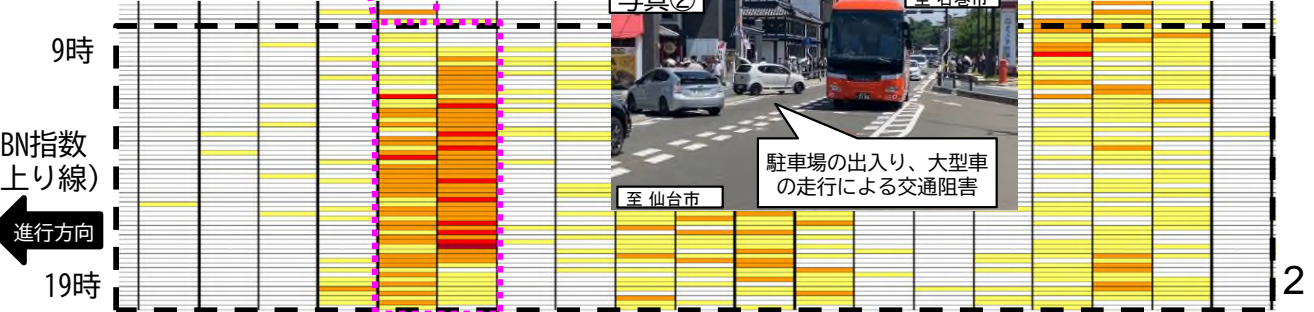 写真②
至 石巻市
9時
BN指数
上り線）
駐車場の出入り、大型車
の走行による交通阻害
至 仙台市
進行方向
19時
2